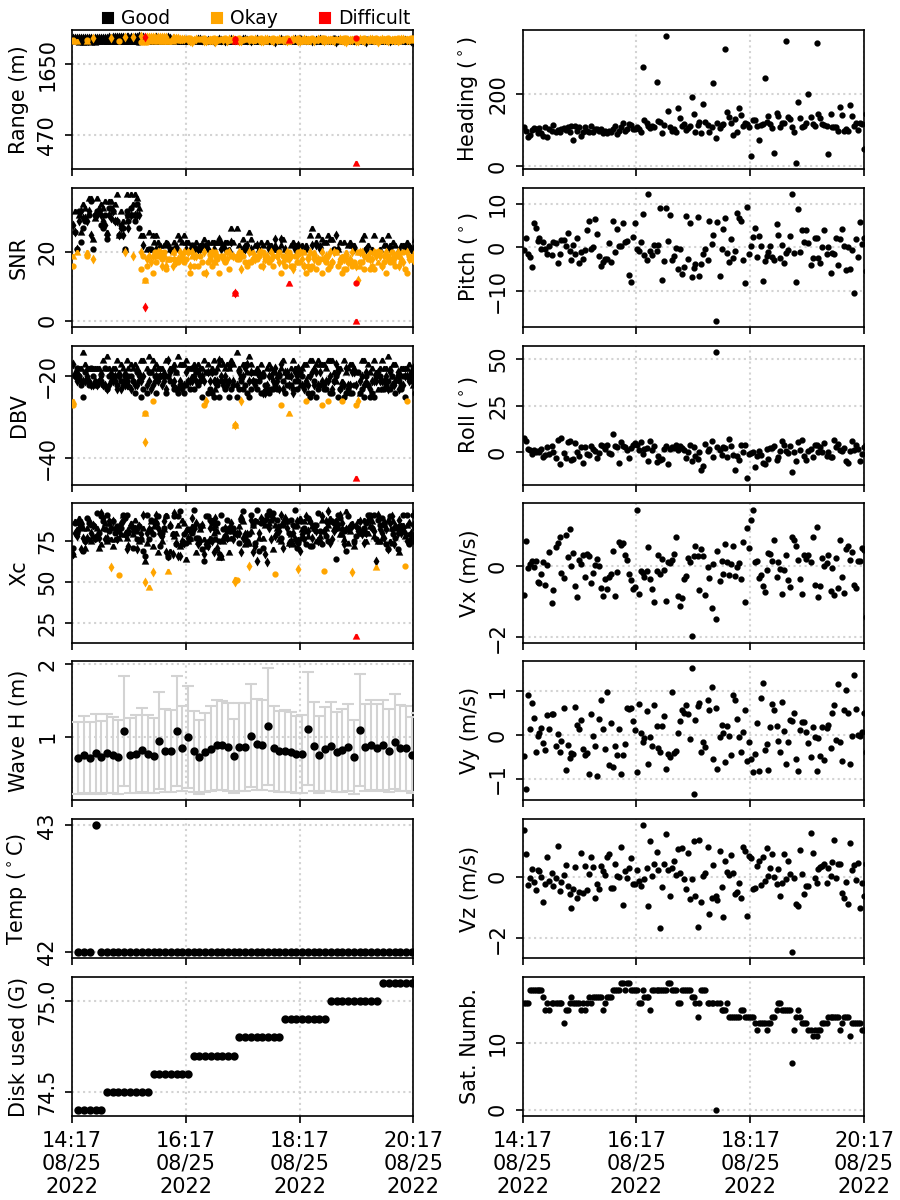 Good Okay Difficult
Range (m)
1650
470
Heading (°)
200
0
SNR
20
0
Pitch (°)
10
0
−10
DBV
−20
−40
Roll (°)
50
25
0
Xc
75
50
25
Vx (m/s)
0
−2
Wave H (m)
2
1
Vy (m/s)
1
0
−1
Temp (°C)
43
42
Vz (m/s)
0
−2
Disk used (G)
75.0
74.5
Sat. Numb.
10
0
14:17 16:17 18:17 20:17
08/25 08/25 08/25 08/25
2022 2022 2022 2022
14:17 16:17 18:17 20:17
08/25 08/25 08/25 08/25
2022 2022 2022 2022